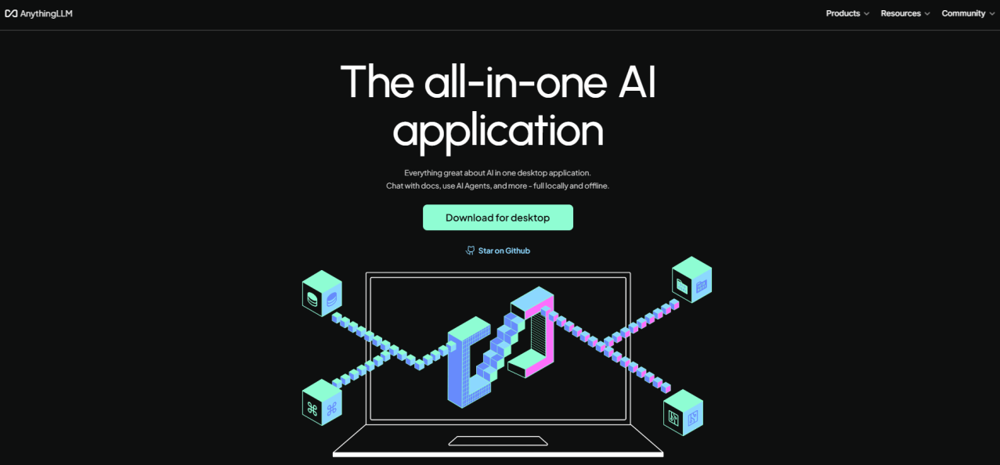 AnythingLLM
Products
Resources
Community
The all-in-one AI
application
Everything great about AI in one desktop application.
Chat with docs, use AI Agents, and more - full locally and offline.
Download for desktop
Star on Github